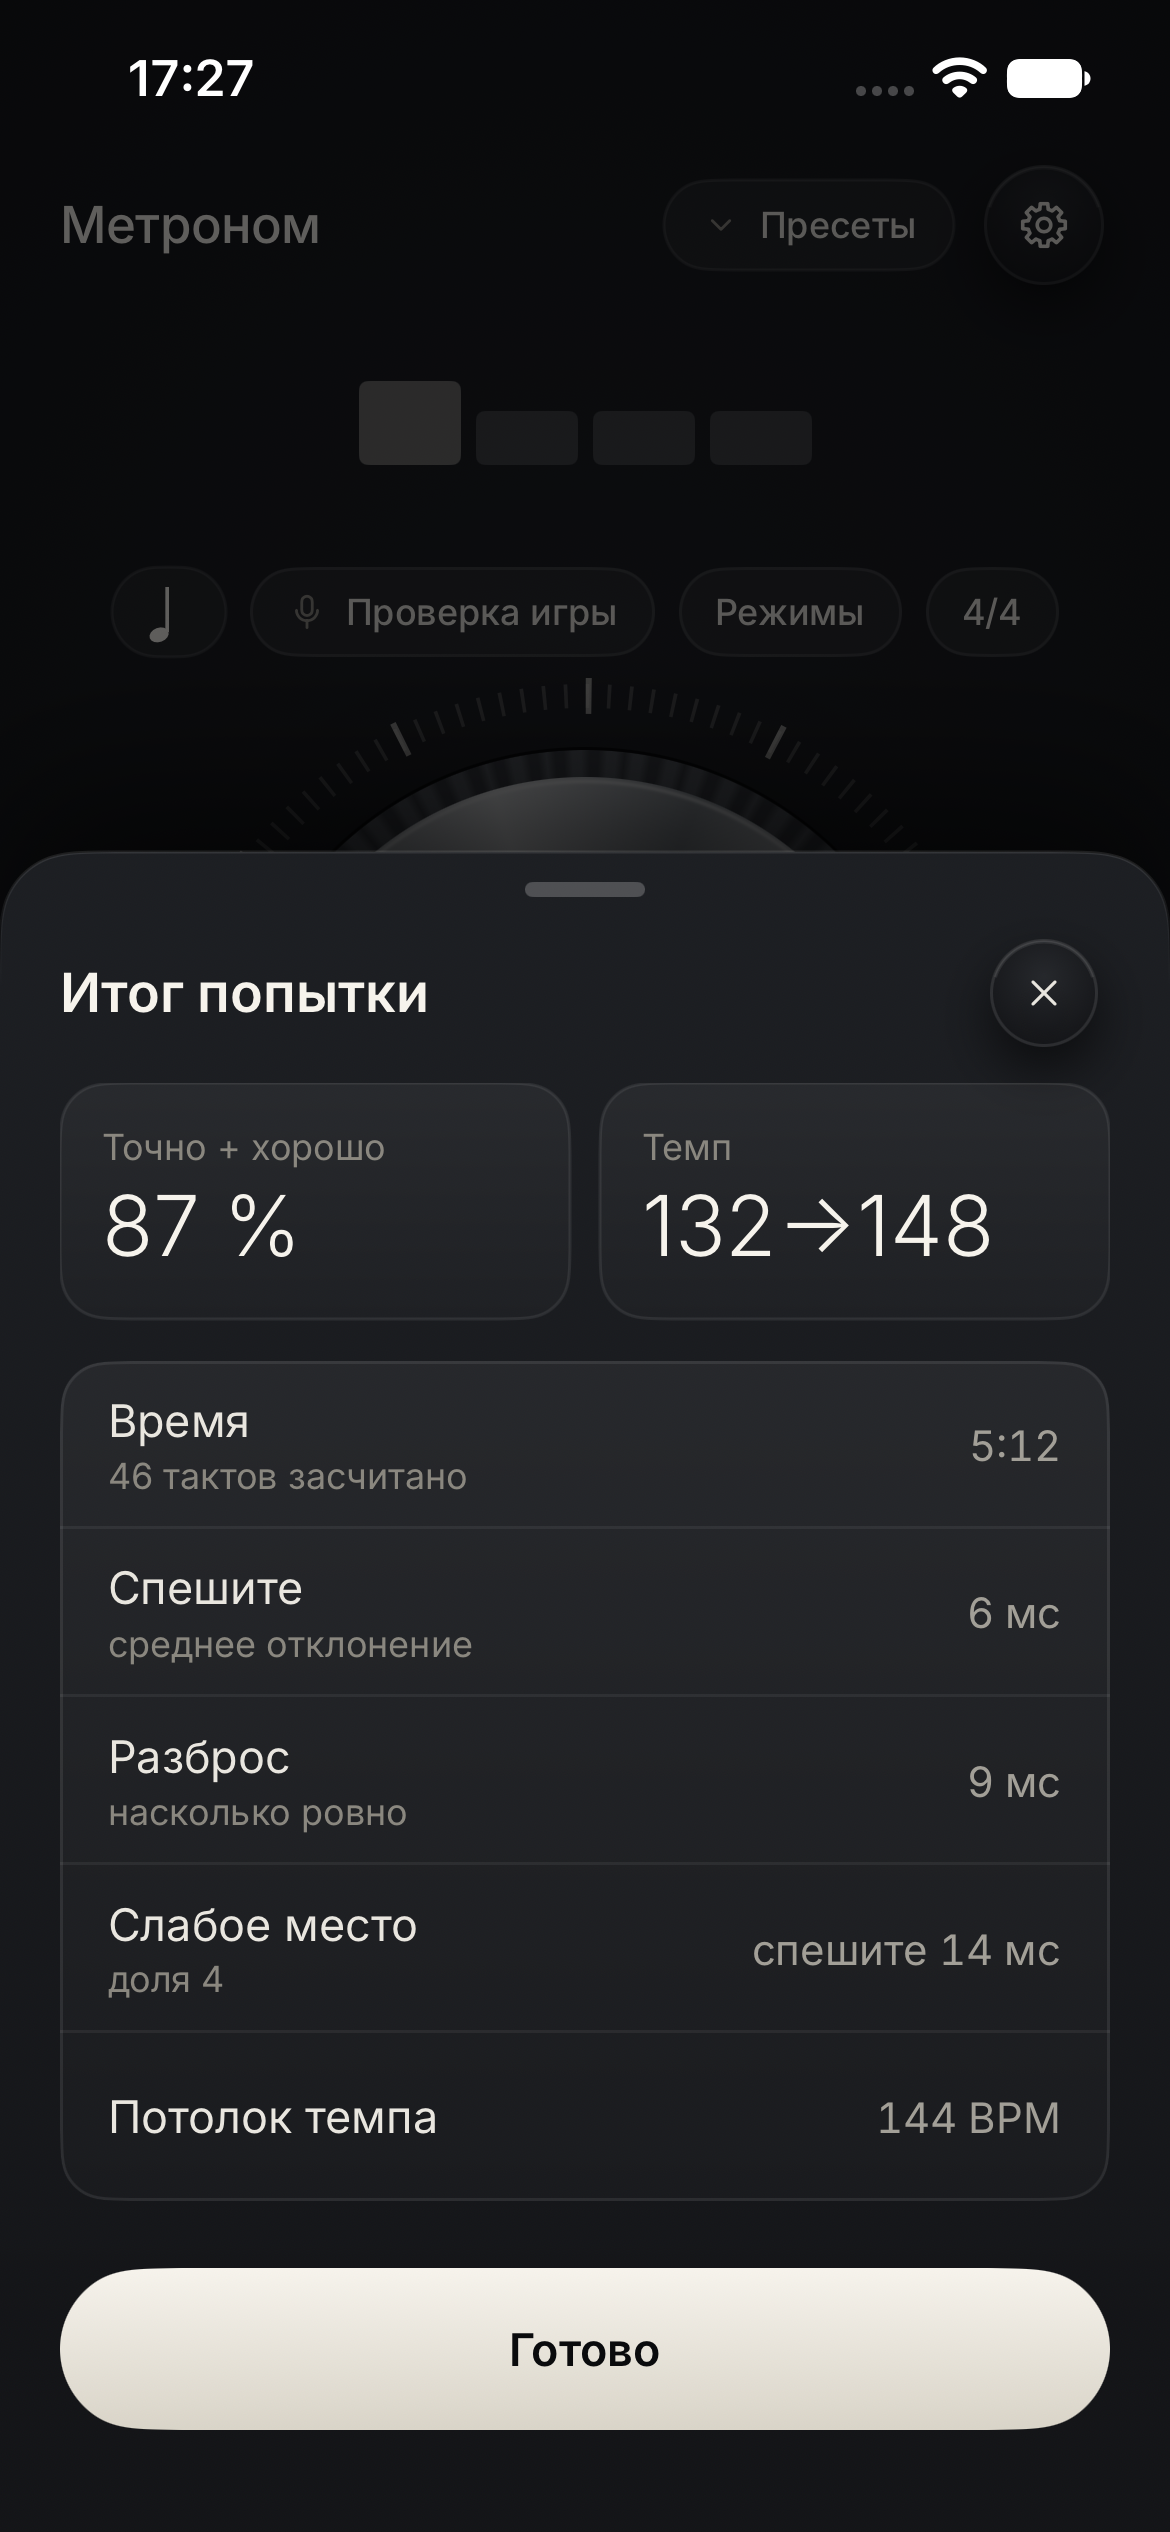 17:27
Метроном
Пресеты
Проверка игры
Режимы
4/4
Итог попытки
Точно + хорошо
87 %
Темп
132→148
Время
46 тактов засчитано
5:12
Спешите
среднее отклонение
6 мс
Разброс
насколько ровно
9 мс
Слабое место
доля 4
спешите 14 мс
Потолок темпа
144 BPM
Готово